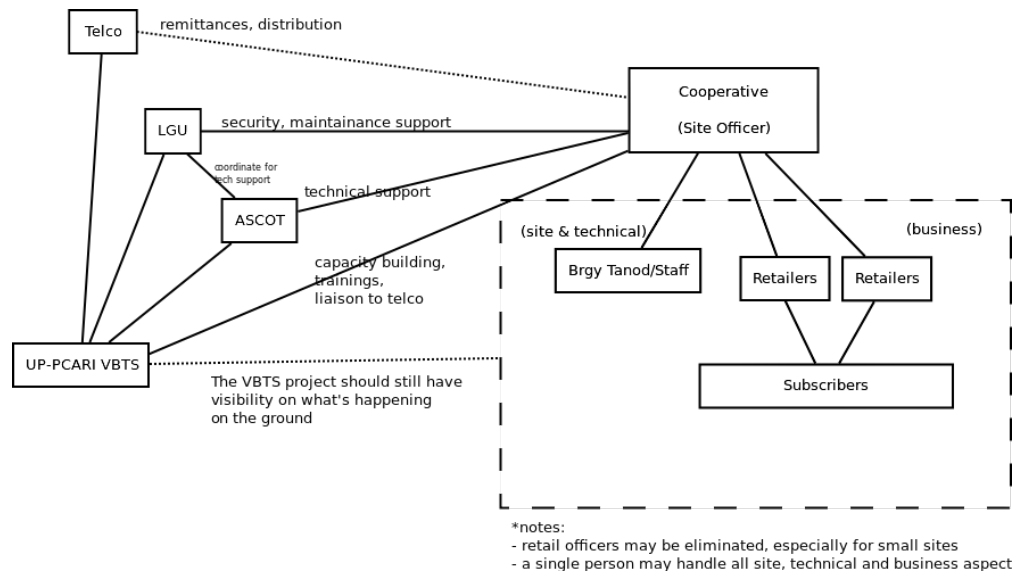 Telco
remittances, distribution
Cooperative
(Site Officer)
LGU
security, maintainance support
coordinate for
tech support
technical support
ASCOT
(site & technical)
(business)
Brgy Tanod/Staff
Retailers
Retailers
capacity building,
trainings,
liaison to telco
UP-PCARI VBTS
The VBTS project should still have
visibility on what's happening
on the ground
Subscribers
*notes:
- retail officers may be eliminated, especially for small sites
- a single person may handle all site, technical and business aspect